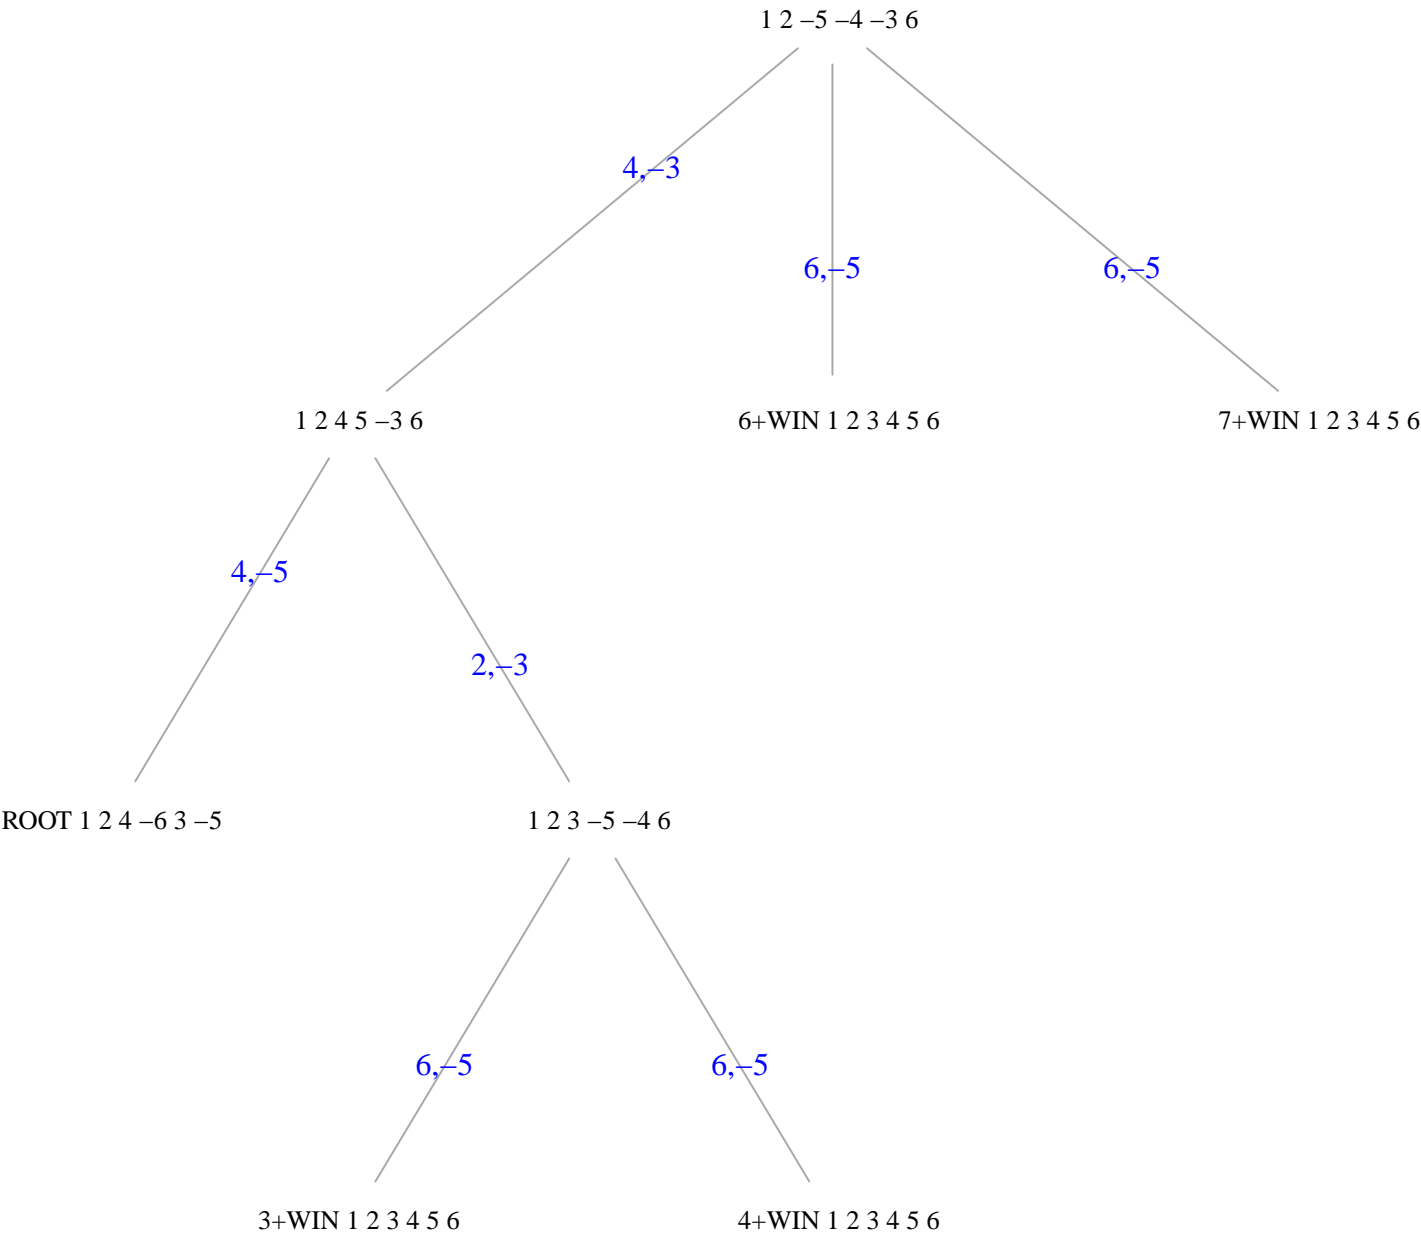 1 2 –5 –4 –3 6
4,–3
6,–5
6,–5
1 2 4 5 –3 6
6+WIN 1 2 3 4 5 6
7+WIN 1 2 3 4 5 6
4,–5
2,–3
ROOT 1 2 4 –6 3 –5
1 2 3 –5 –4 6
6,–5
6,–5
3+WIN 1 2 3 4 5 6
4+WIN 1 2 3 4 5 6